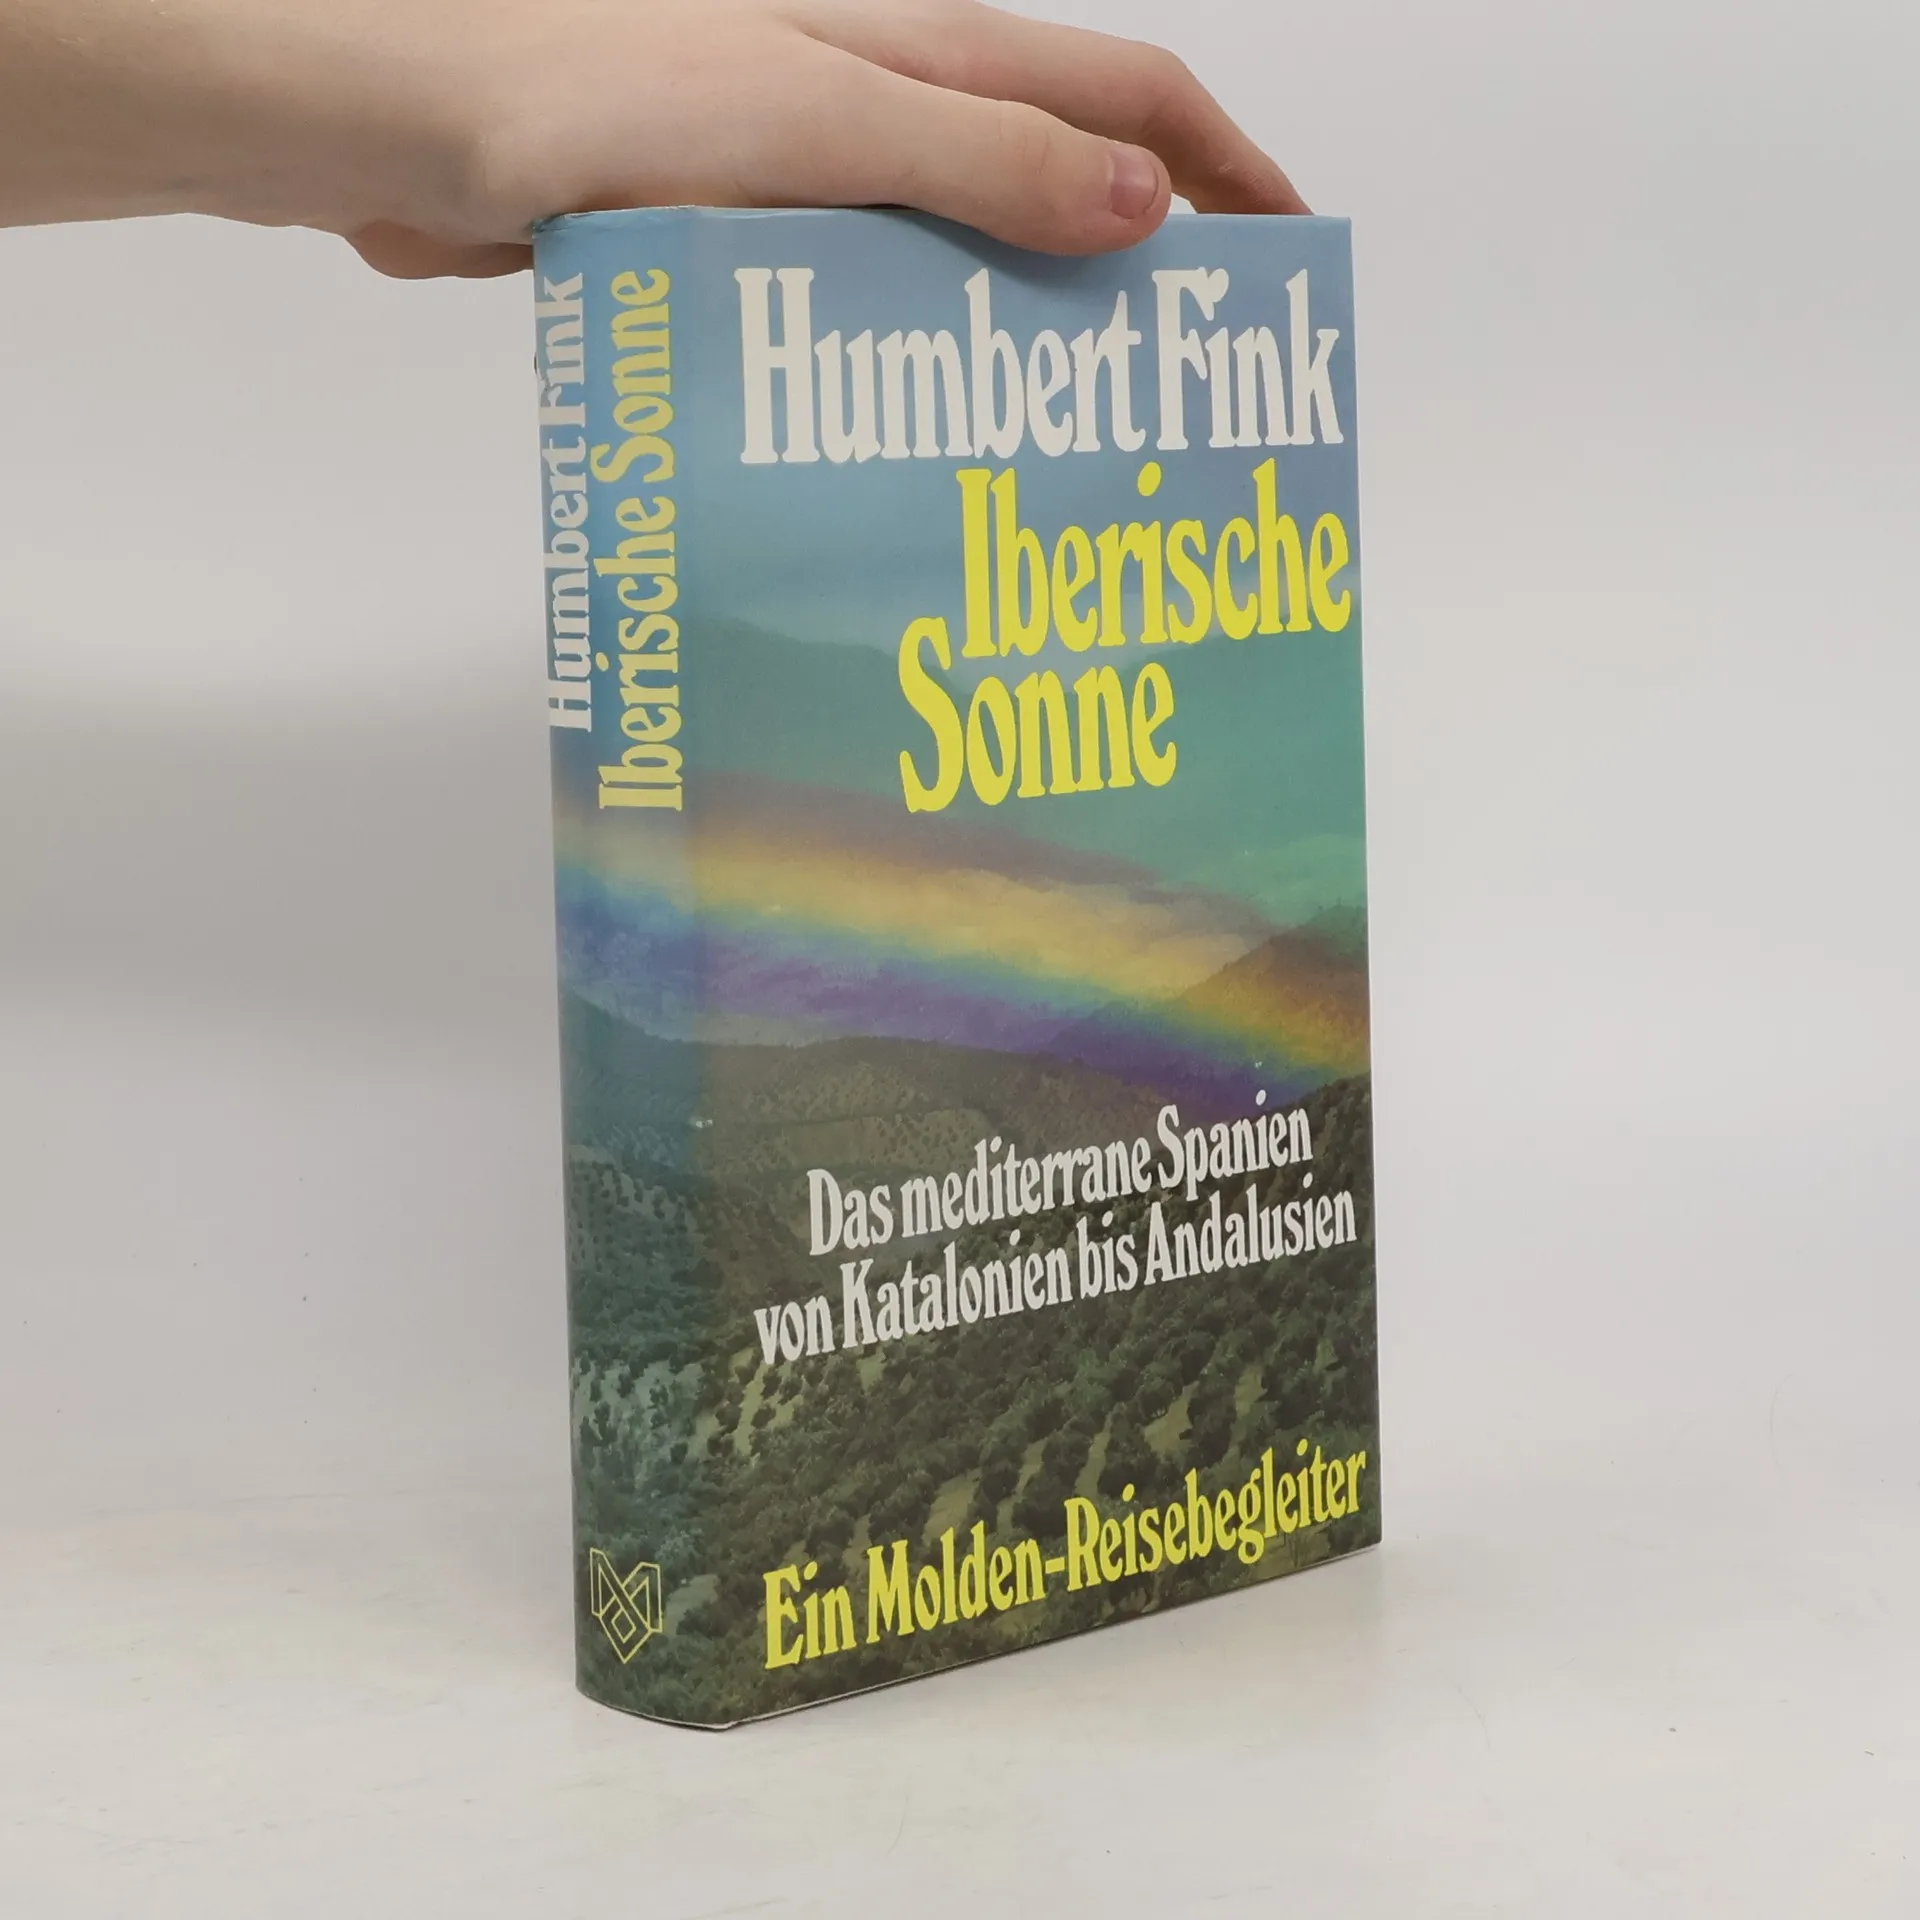 Humbert Fink
Iberische Sonne
Humbert Fink
Iberische
Sonne
Das mediterrane Spanien
von Katalonien bis Andalusien
Ein Molden-Reisebegleiter